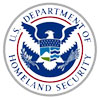 U.S. DEPARTMENT OF
HOMELAND SECURITY